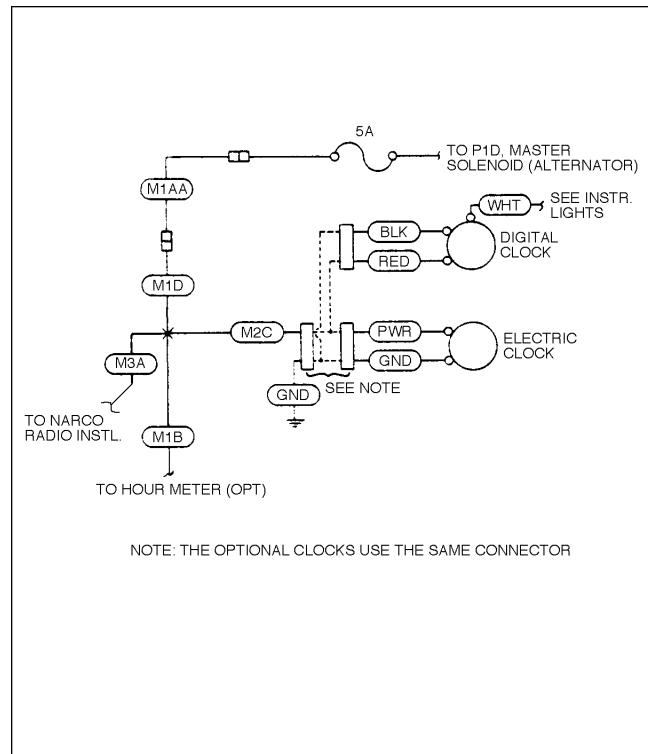 5A
TO P1D, MASTER
SOLENOID (ALTERNATOR)
M1AA
WHT
SEE INSTR.
LIGHTS
BLK
DIGITAL
CLOCK
RED
M1D
M2C
PWR
ELECTRIC
CLOCK
M3A
GND
SEE NOTE
GND
TO NARCO
RADIO INSTL.
M1B
TO HOUR METER (OPT)
NOTE: THE OPTIONAL CLOCKS USE THE SAME CONNECTOR